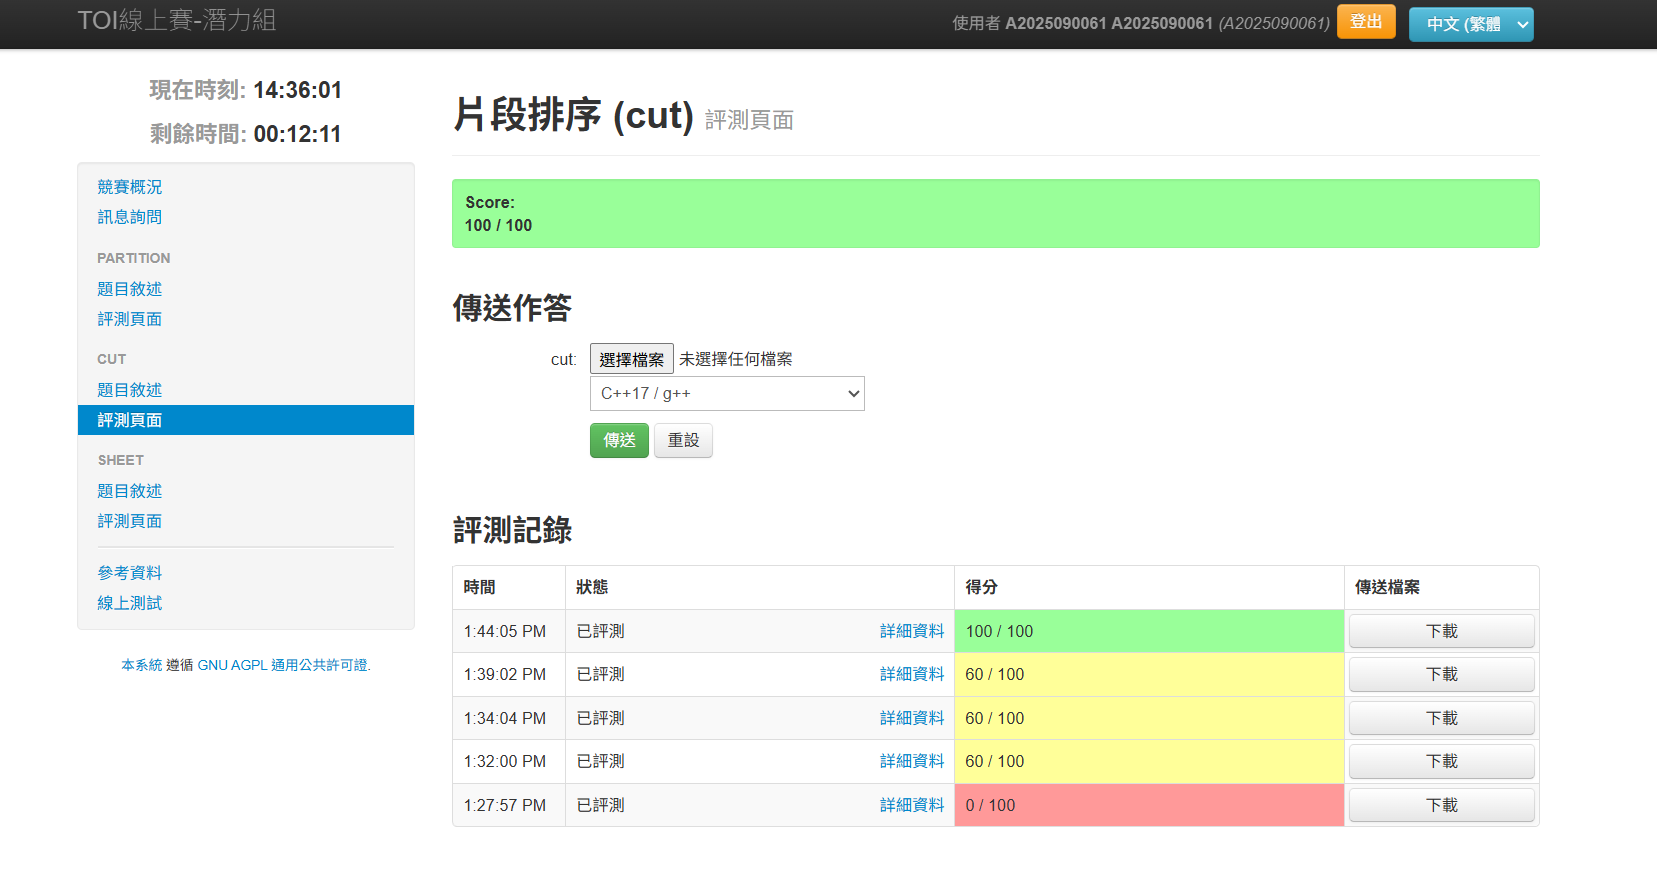 TOI線上賽-潛力組
使用者 A2025090061 A2025090061 (A2025090061) 登出 中文 (繁體
現在時刻: 14:36:01
剩餘時間: 00:12:11
競賽概況
訊息詢問
PARTITION
題目敘述
評測頁面
CUT
題目敘述
評測頁面
SHEET
題目敘述
評測頁面
參考資料
線上測試
本系統 遵循 GNU AGPL 通用公共許可證.
片段排序 (cut) 評測頁面
Score:
100 / 100
傳送作答
cut: 選擇檔案 未選擇任何檔案
C++17 / g++
傳送 重設
評測記錄
時間 狀態 得分 傳送檔案
1:44:05 PM 已評測 詳細資料 100 / 100 下載
1:39:02 PM 已評測 詳細資料 60 / 100 下載
1:34:04 PM 已評測 詳細資料 60 / 100 下載
1:32:00 PM 已評測 詳細資料 60 / 100 下載
1:27:57 PM 已評測 詳細資料 0 / 100 下載